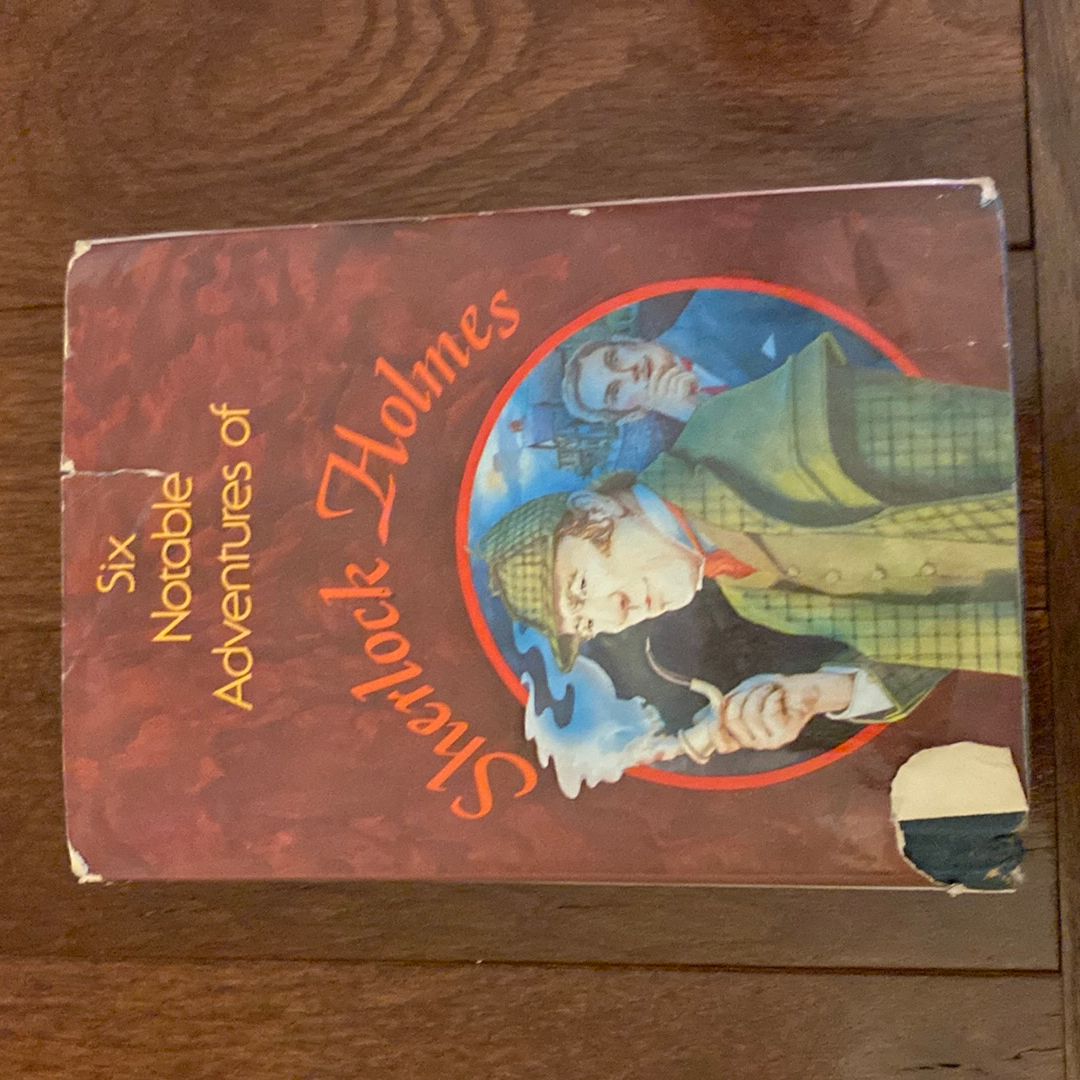 Six
Notable
Adventures of
Sherlock Holmes